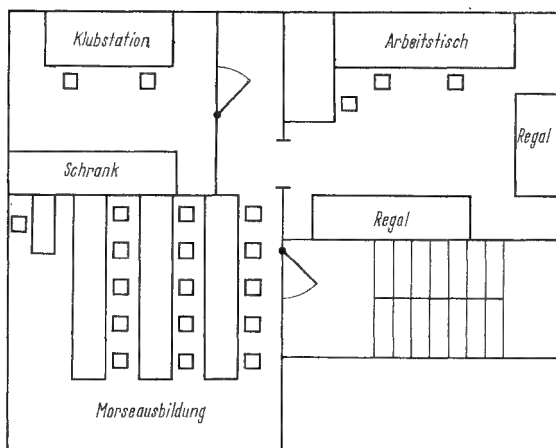 Klubstation
Arbeitstisch
Regal
Schrank
Regal
Morseausbildung